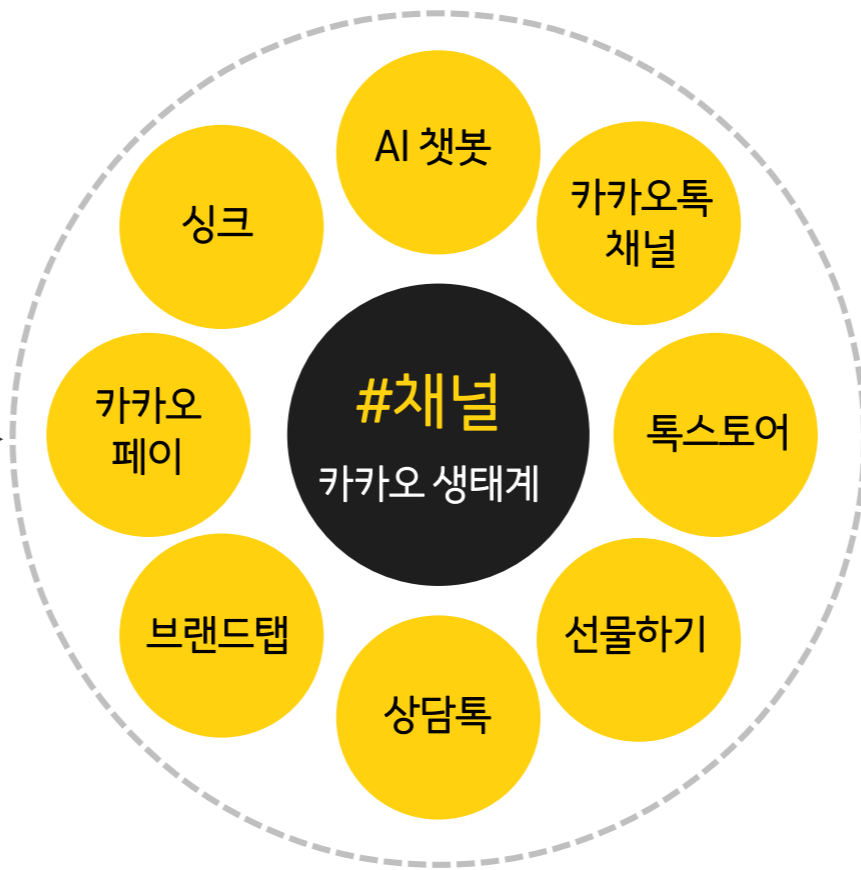 AI 챗봇
카카오톡
채널
톡스토어
선물하기
상담톡
브랜드탭
카카오
페이
싱크
#채널
카카오 생태계